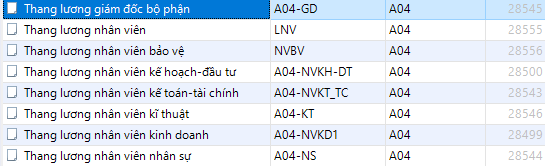 Thang lương giám đốc bộ phận A04-GD A04 28545
Thang lương nhân viên LNV A04 28555
Thang lương nhân viên bảo vệ NVBV A04 28556
Thang lương nhân viên kế hoạch-đầu tư A04-NVKH-DT A04 28500
Thang lương nhân viên kế toán-tài chính A04-NVKT_TC A04 28543
Thang lương nhân viên kĩ thuật A04-KT A04 28546
Thang lương nhân viên kinh doanh A04-NVKD1 A04 28499
Thang lương nhân viên nhân sự A04-NS A04 28544